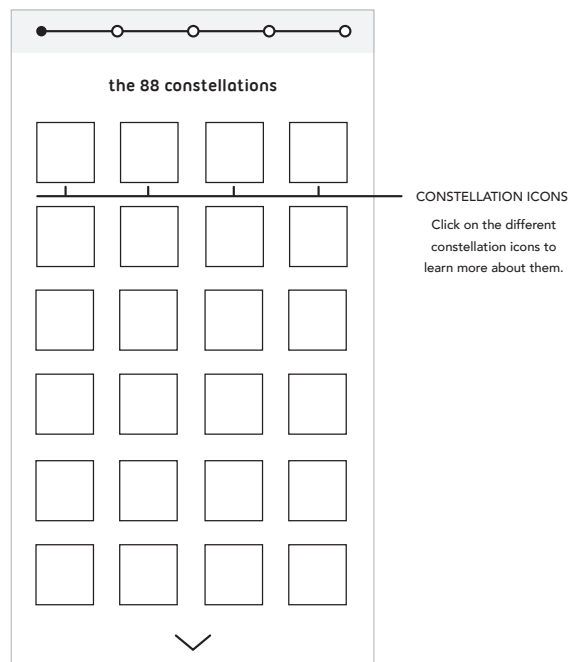 the 88 constellations
CONSTELLATION ICONS
Click on the different
constellation icons to
learn more about them.